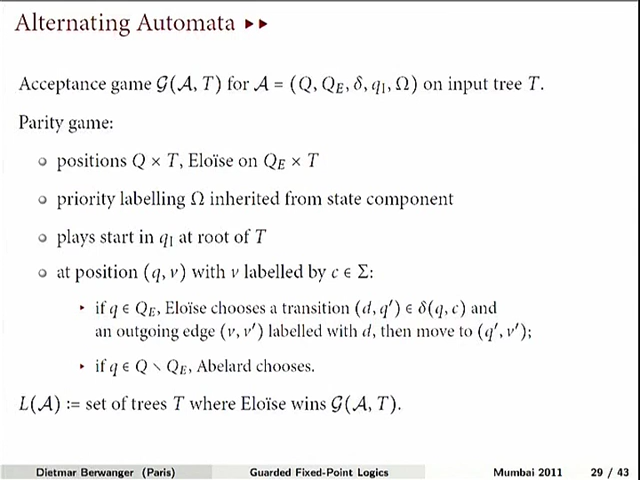 Alternating Automata ▸▸
Acceptance game 𝒢(𝒜, T) for 𝒜 = (Q, Q_E, δ, q_I, Ω) on input tree T.
Parity game:
positions Q × T, Eloïse on Q_E × T
priority labelling Ω inherited from state component
plays start in q_I at root of T
at position (q, ν) with ν labelled by c ∈ Σ:
▸ if q ∈ Q_E, Eloïse chooses a transition (d, q′) ∈ δ(q, c) and
an outgoing edge (ν, ν′) labelled with d, then move to (q′, ν′);
▸ if q ∈ Q ∖ Q_E, Abelard chooses.
L(𝒜) := set of trees T where Eloïse wins 𝒢(𝒜, T).
Dietmar Berwanger (Paris) Guarded Fixed-Point Logics Mumbai 2011 29 / 43